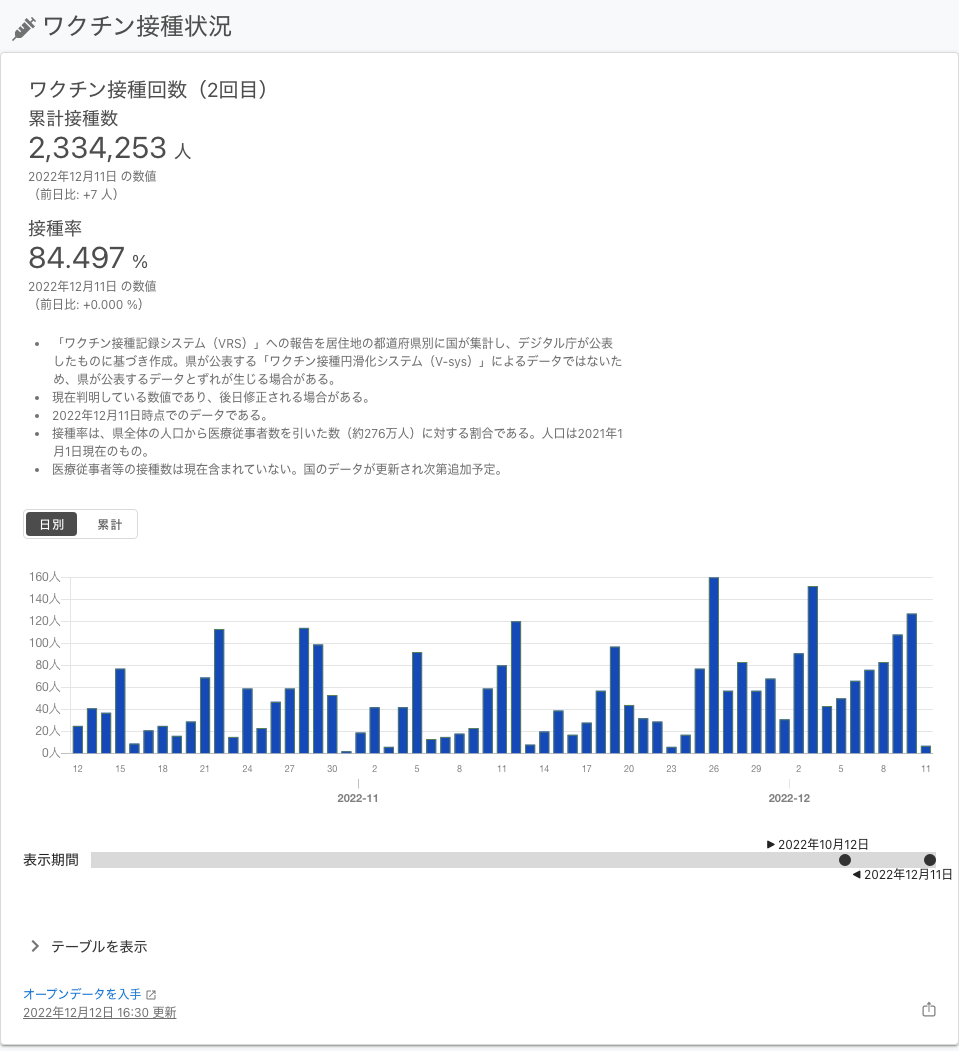 ワクチン接種状況
ワクチン接種回数（2回目）
累計接種数
2,334,253 人
2022年12月11日 の数値
（前日比: +7 人）
接種率
84.497 %
2022年12月11日 の数値
（前日比: +0.000 %）
「ワクチン接種記録システム（VRS）」への報告を居住地の都道府県別に国が集計し、デジタル庁が公表
したものに基づき作成。県が公表する「ワクチン接種円滑化システム（V-sys）」によるデータではないた
め、県が公表するデータとずれが生じる場合がある。
現在判明している数値であり、後日修正される場合がある。
2022年12月11日時点でのデータである。
接種率は、県全体の人口から医療従事者数を引いた数（約276万人）に対する割合である。人口は2021年1
月1日現在のもの。
医療従事者等の接種数は現在含まれていない。国のデータが更新され次第追加予定。
日別 累計
160人
140人
120人
100人
80人
60人
40人
20人
0人
12 15 18 21 24 27 30 2 5 8 11 14 17 20 23 26 29 2 5 8 11
2022-11 2022-12
▶ 2022年10月12日
表示期間
◀ 2022年12月11日
テーブルを表示
オープンデータを入手
2022年12月12日 16:30 更新